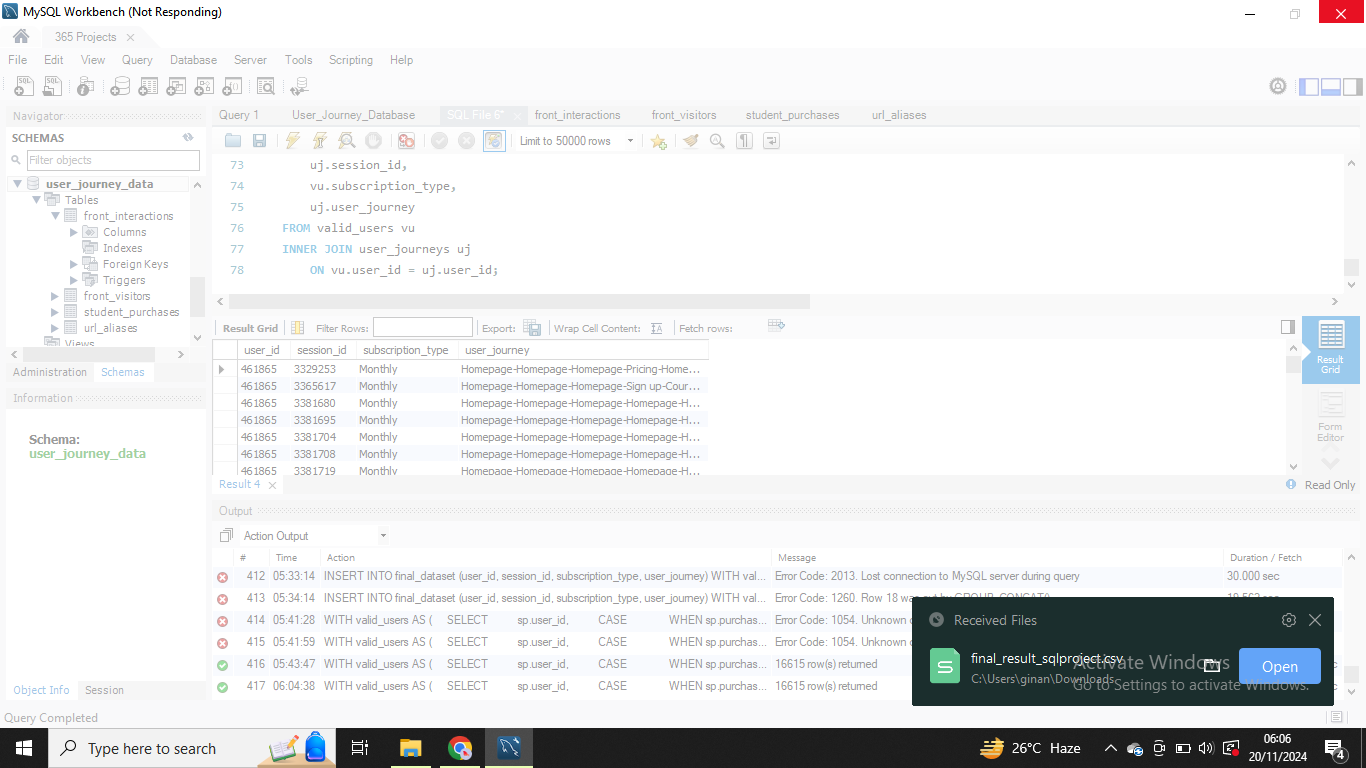 MySQL Workbench (Not Responding)
365 Projects
File Edit View Query Database Server Tools Scripting Help
Navigator
SCHEMAS
Filter objects
user_journey_data
Tables
front_interactions
Columns
Indexes
Foreign Keys
Triggers
front_visitors
student_purchases
url_aliases
Views
Administration Schemas
Information
Schema:
user_journey_data
Object Info Session
Query 1 User_Journey_Database SQL File 6* front_interactions front_visitors student_purchases url_aliases
Limit to 50000 rows
73 uj.session_id,
74 vu.subscription_type,
75 uj.user_journey
76 FROM valid_users vu
77 INNER JOIN user_journeys uj
78 ON vu.user_id = uj.user_id;
Result Grid Filter Rows: Export: Wrap Cell Content: Fetch rows:
user_id session_id subscription_type user_journey
461865 3329253 Monthly Homepage-Homepage-Homepage-Pricing-Home...
461865 3365617 Monthly Homepage-Homepage-Homepage-Sign up-Cour...
461865 3381680 Monthly Homepage-Homepage-Homepage-Homepage-H...
461865 3381695 Monthly Homepage-Homepage-Homepage-Homepage-H...
461865 3381704 Monthly Homepage-Homepage-Homepage-Homepage-H...
461865 3381708 Monthly Homepage-Homepage-Homepage-Homepage-H...
461865 3381719 Monthly Homepage-Homepage-Homepage-Homepage-H...
Result Grid
Form Editor
Result 4
Read Only
Output
Action Output
# Time Action Message Duration / Fetch
412 05:33:14 INSERT INTO final_dataset (user_id, session_id, subscription_type, user_journey) WITH val... Error Code: 2013. Lost connection to MySQL server during query 30.000 sec
413 05:34:14 INSERT INTO final_dataset (user_id, session_id, subscription_type, user_journey) WITH val... Error Code: 1260. Row 18 was cut by GROUP_CONCAT()
414 05:41:28 WITH valid_users AS ( SELECT sp.user_id, CASE WHEN sp.purchas... Error Code: 1054. Unknown
415 05:41:59 WITH valid_users AS ( SELECT sp.user_id, CASE WHEN sp.purchas... Error Code: 1054. Unknown
416 05:43:47 WITH valid_users AS ( SELECT sp.user_id, CASE WHEN sp.purchas... 16615 row(s) returned
417 06:04:38 WITH valid_users AS ( SELECT sp.user_id, CASE WHEN sp.purchas... 16615 row(s) returned
Received Files
final_result_sqlproject.csv
C:\Users\ginan\Downloads
Open
Activate Windows
Go to Settings to activate Windows.
Query Completed
Type here to search
26°C Haze
06:06
20/11/2024
4